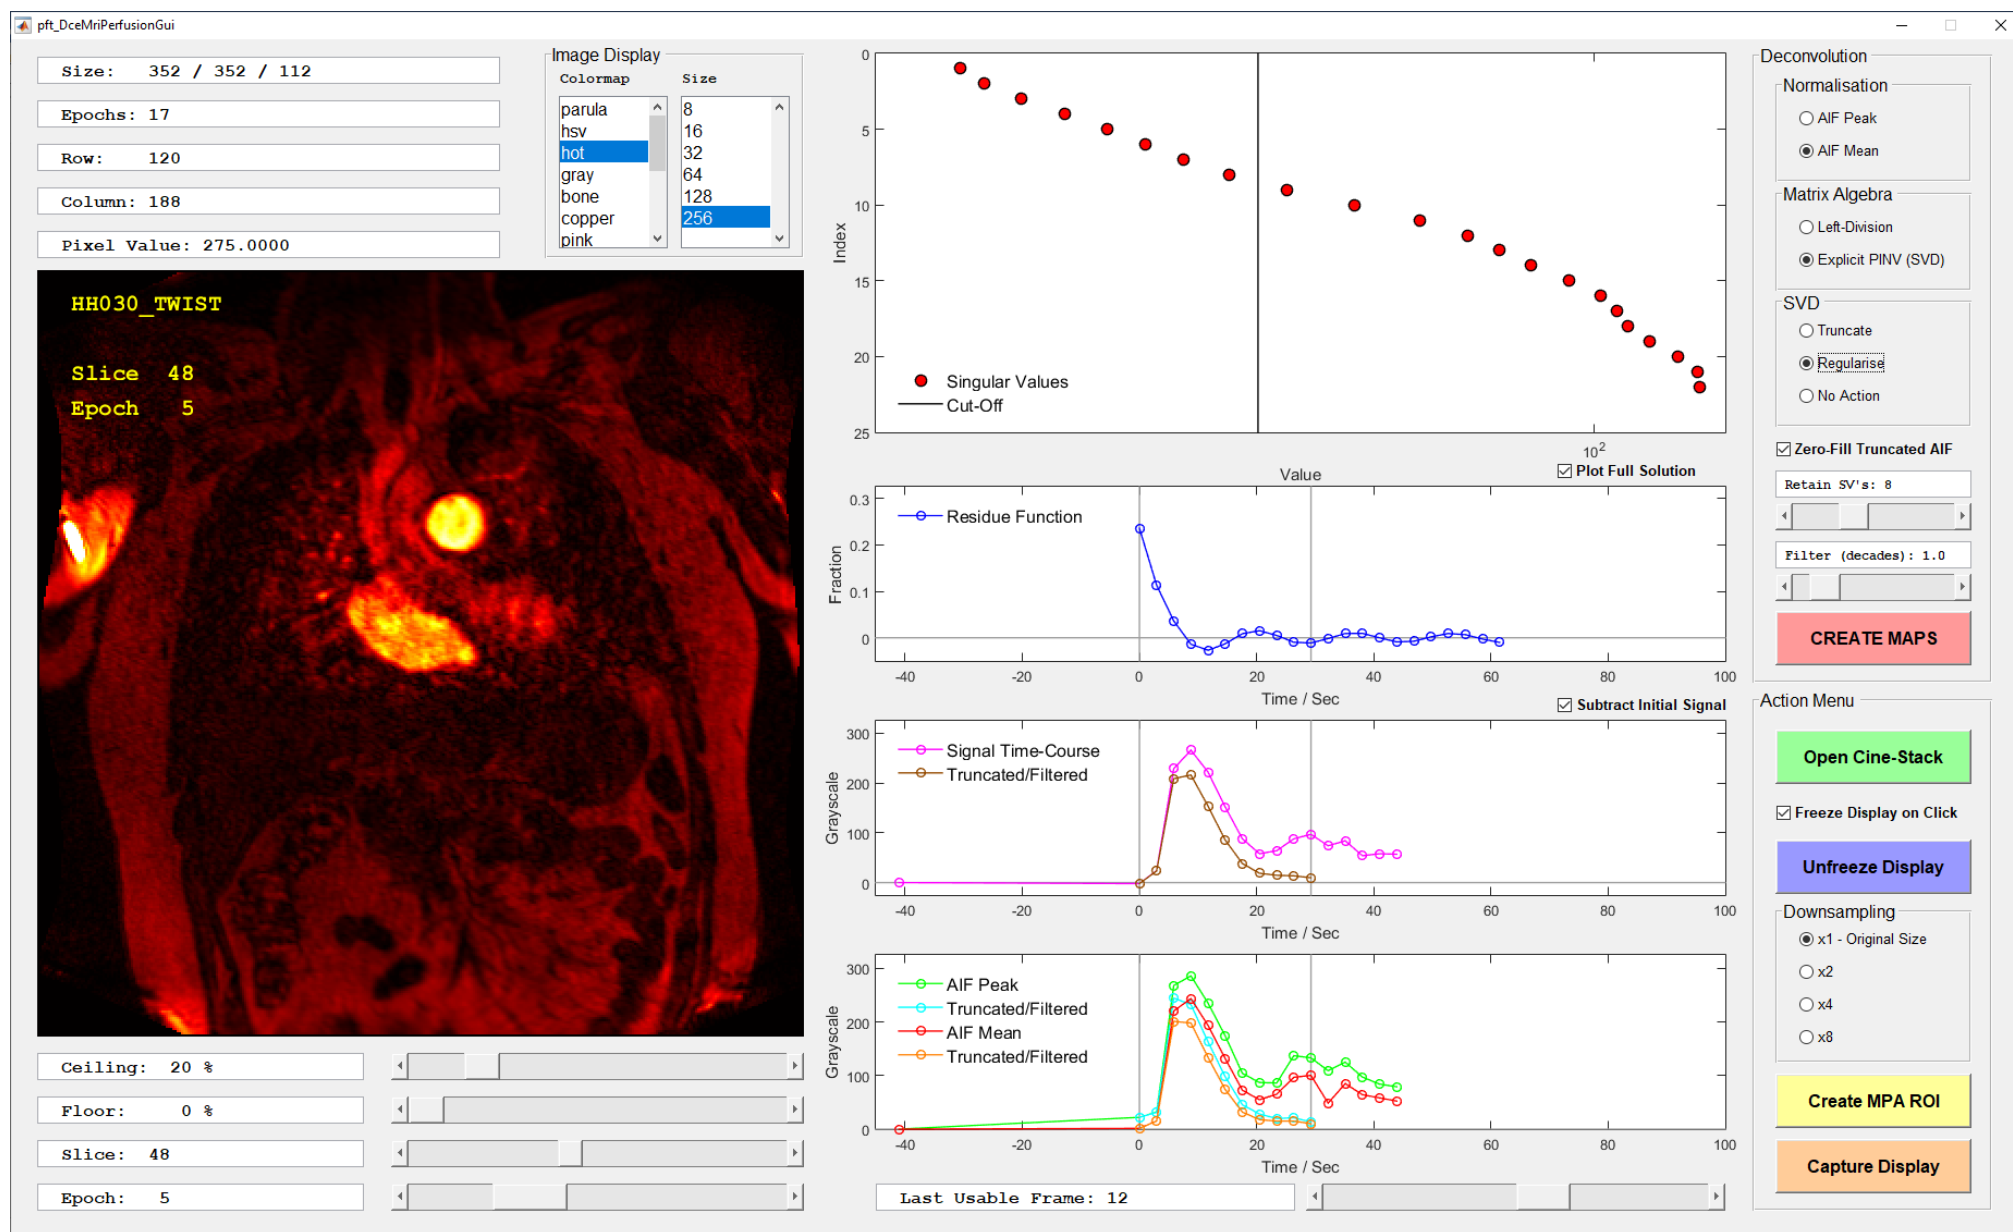 pft_DceMriPerfusionGui
Size: 352 / 352 / 112
Epochs: 17
Row: 120
Column: 188
Pixel Value: 275.0000
Image Display
Colormap Size
parula 8
hsv 16
hot 32
gray 64
bone 128
copper 256
pink
HH030_TWIST
Slice 48
Epoch 5
Ceiling: 20 %
Floor: 0 %
Slice: 48
Epoch: 5
0
5
10
15
20
25
Index
Singular Values
Cut-Off
10²
Value
Plot Full Solution
0.3
0.2
0.1
0
Fraction
Residue Function
-40 -20 0 20 40 60 80 100
Time / Sec
Subtract Initial Signal
300
200
100
0
Grayscale
Signal Time-Course
Truncated/Filtered
-40 -20 0 20 40 60 80 100
Time / Sec
300
200
100
0
Grayscale
AIF Peak
Truncated/Filtered
AIF Mean
Truncated/Filtered
-40 -20 0 20 40 60 80 100
Time / Sec
Last Usable Frame: 12
Deconvolution
Normalisation
AIF Peak
AIF Mean
Matrix Algebra
Left-Division
Explicit PINV (SVD)
SVD
Truncate
Regularise
No Action
Zero-Fill Truncated AIF
Retain SV's: 8
Filter (decades): 1.0
CREATE MAPS
Action Menu
Open Cine-Stack
Freeze Display on Click
Unfreeze Display
Downsampling
x1 - Original Size
x2
x4
x8
Create MPA ROI
Capture Display